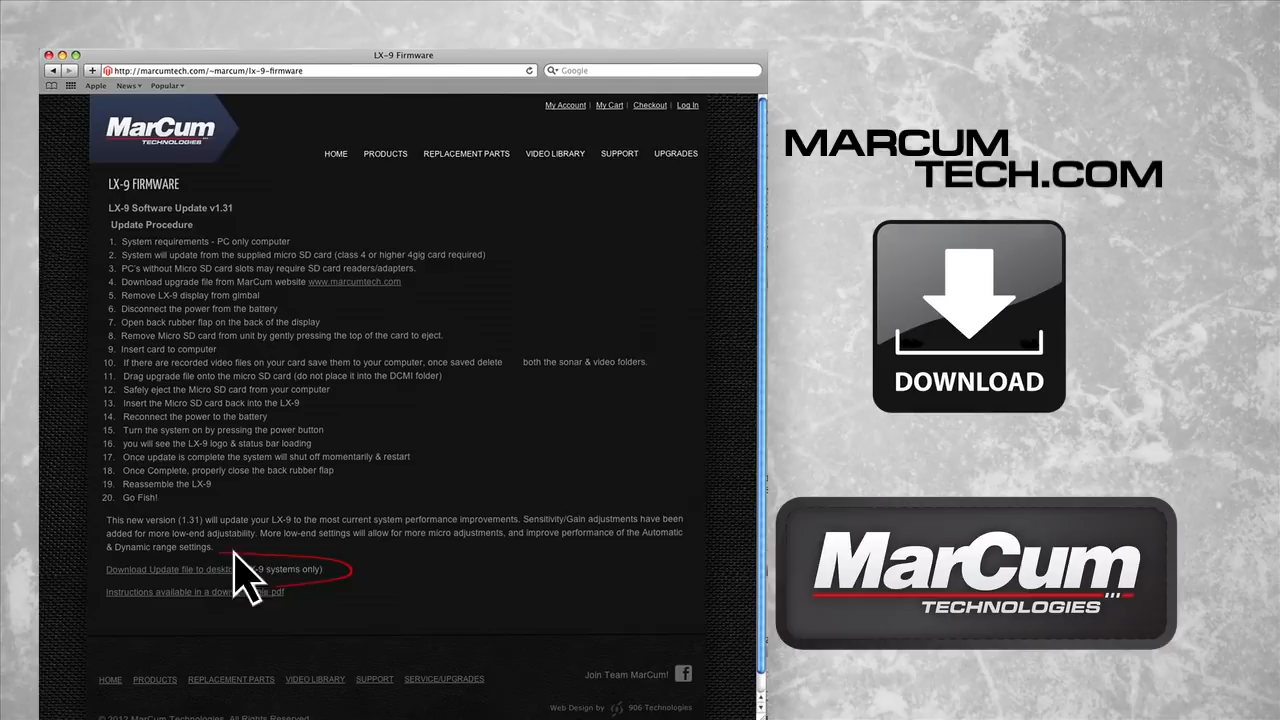 LX-9 Firmware
http://marcumtech.com/~marcum/lx-9-firmware
Google
Apple News Popular
My Account | My Cart | Checkout | Log In
MarCum
TECHNOLOGIES
HOME PRODUCTS REPLACEMENT PARTS VIDEO LIBRARY SUPPORT UPGRADES
LX-9 FIRMWARE
LX-9 Software Update v1.31
Update Procedure
1. System requirements - PC only computer
2. System will update from the supplied micro SD card (class 4 or higher 4gig card required)
3. PC's without Micro SD card slots may require SD card readers/adapters.
4. Download upgrade file from MarCum website www.marcumtech.com
5. Remove LX-9 display from gimbal
6. Disconnect the power from the battery
7. Open back rubber flap on the back of the display
8. Remove Micro SD card from unit by gently pressing the top of the card to eject.
9. Insert card to computer
10. If there are recorded video files on your card save them to your computer, once saved delete both the sonar & video folders.
11. Drag upgrade file onto the micro SD card (do not place it into the DCMI folder)
12. Safely eject the Micro SD card from your computer
13. Insert the Micro SD card back into the LX-9
14. Reconnect the power to the battery
15. Turn the system on by pressing the power button
16. you will see the LX-9 logo & status bar loading
17. Once update is complete the system will shut off momentarily & restart
18. Once Complete, properly close the back rubber flap
19. Reassemble the LX-9
20. Go Fish!
This new version (1.31) will update your LX-9 to the most current system performance improvements. Sensitivity/Gain adjustments have been
added for more low-end adjustability. More low-end settings will allow for more micro adjustments, and improve performance of the Automatic
& Dynamic range settings.
Download Update file to systems only)
Instructions available in a pdf
HOME PRODUCTS REPLACEMENT PARTS VIDEO LIBRARY SUPPORT SERVICE/UPGRADES
Join Team MarCum!
Web Design by 906 Technologies
© 2012 MarCum Technologies. All Rights Reserved
MARCUM
TECH.COM
DOWNLOAD
MarCum
TECHNOLOGIES